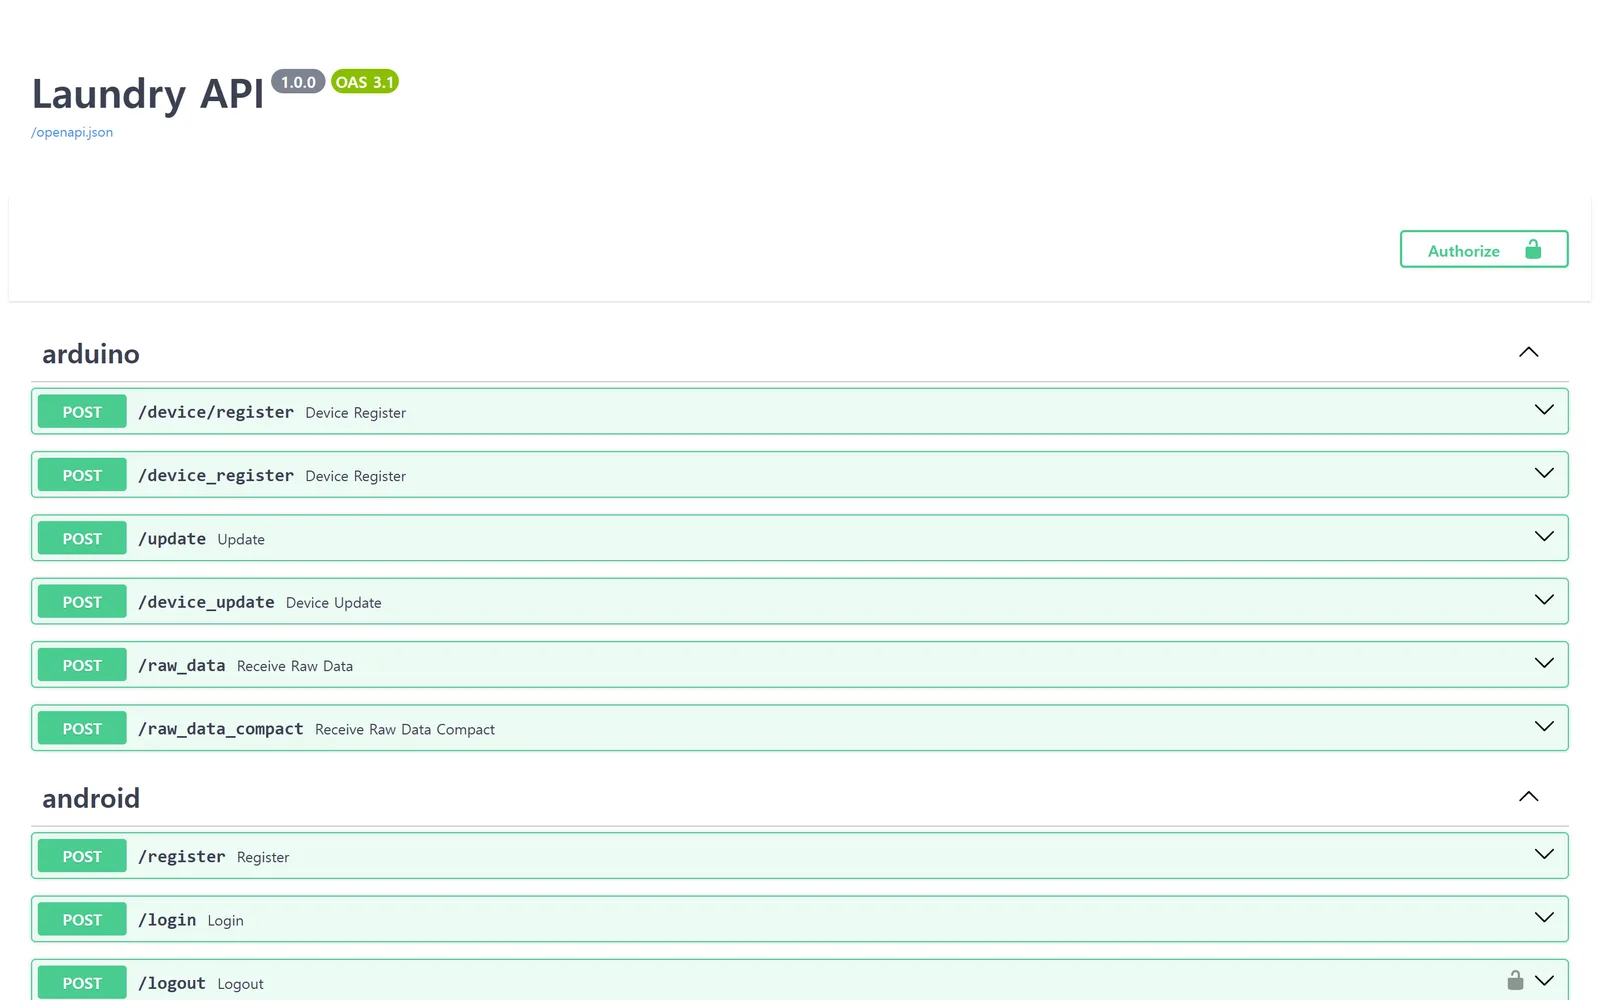 Laundry API 1.0.0 OAS 3.1
/openapi.json
Authorize
arduino
POST /device/register Device Register
POST /device_register Device Register
POST /update Update
POST /device_update Device Update
POST /raw_data Receive Raw Data
POST /raw_data_compact Receive Raw Data Compact
android
POST /register Register
POST /login Login
POST /logout Logout